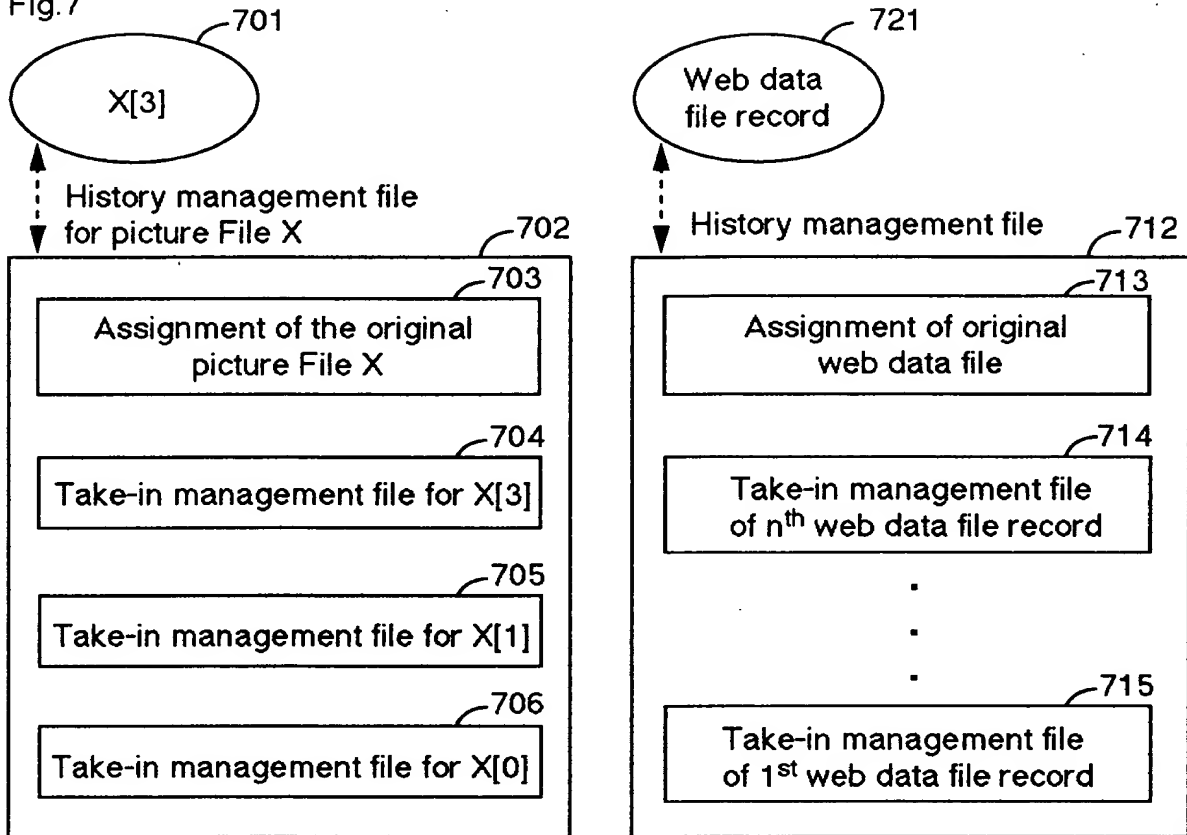 Fig.7
701
X[3]
History management file
for picture File X
702
703
Assignment of the original
picture File X
704
Take-in management file for X[3]
705
Take-in management file for X[1]
706
Take-in management file for X[0]
721
Web data
file record
History management file
712
713
Assignment of original
web data file
714
Take-in management file
of nth web data file record
715
Take-in management file
of 1st web data file record